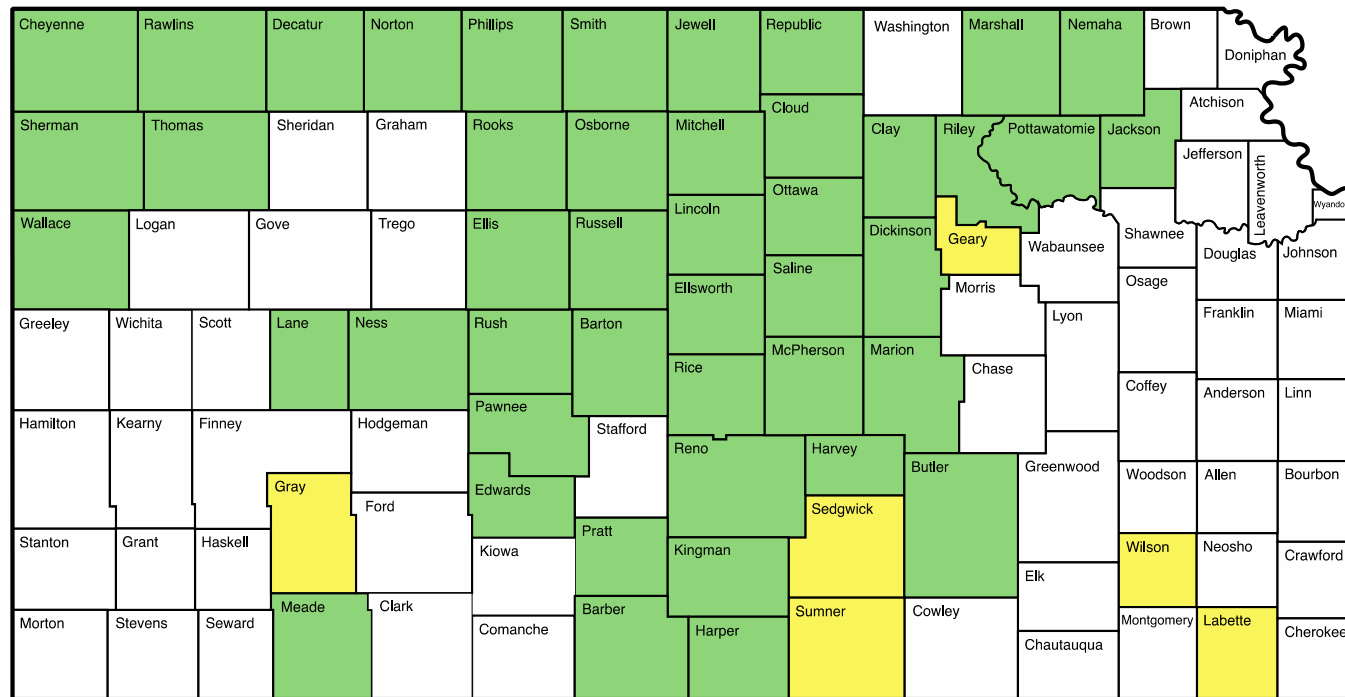 Cheyenne
Rawlins
Decatur
Norton
Phillips
Smith
Jewell
Republic
Washington
Marshall
Nemaha
Brown
Doniphan
Sherman
Thomas
Sheridan
Graham
Rooks
Osborne
Mitchell
Cloud
Clay
Riley
Pottawatomie
Jackson
Atchison
Jefferson
Leavenworth
Wyando
Wallace
Logan
Gove
Trego
Ellis
Russell
Lincoln
Ottawa
Dickinson
Geary
Wabaunsee
Shawnee
Douglas
Johnson
Greeley
Wichita
Scott
Lane
Ness
Rush
Barton
Ellsworth
Saline
Morris
Lyon
Osage
Franklin
Miami
Rice
McPherson
Marion
Chase
Coffey
Anderson
Linn
Hamilton
Kearny
Finney
Hodgeman
Pawnee
Stafford
Reno
Harvey
Butler
Greenwood
Woodson
Allen
Bourbon
Gray
Ford
Edwards
Sedgwick
Stanton
Grant
Haskell
Kiowa
Pratt
Kingman
Elk
Wilson
Neosho
Crawford
Morton
Stevens
Seward
Meade
Clark
Comanche
Barber
Harper
Sumner
Cowley
Chautauqua
Montgomery
Labette
Cherokee